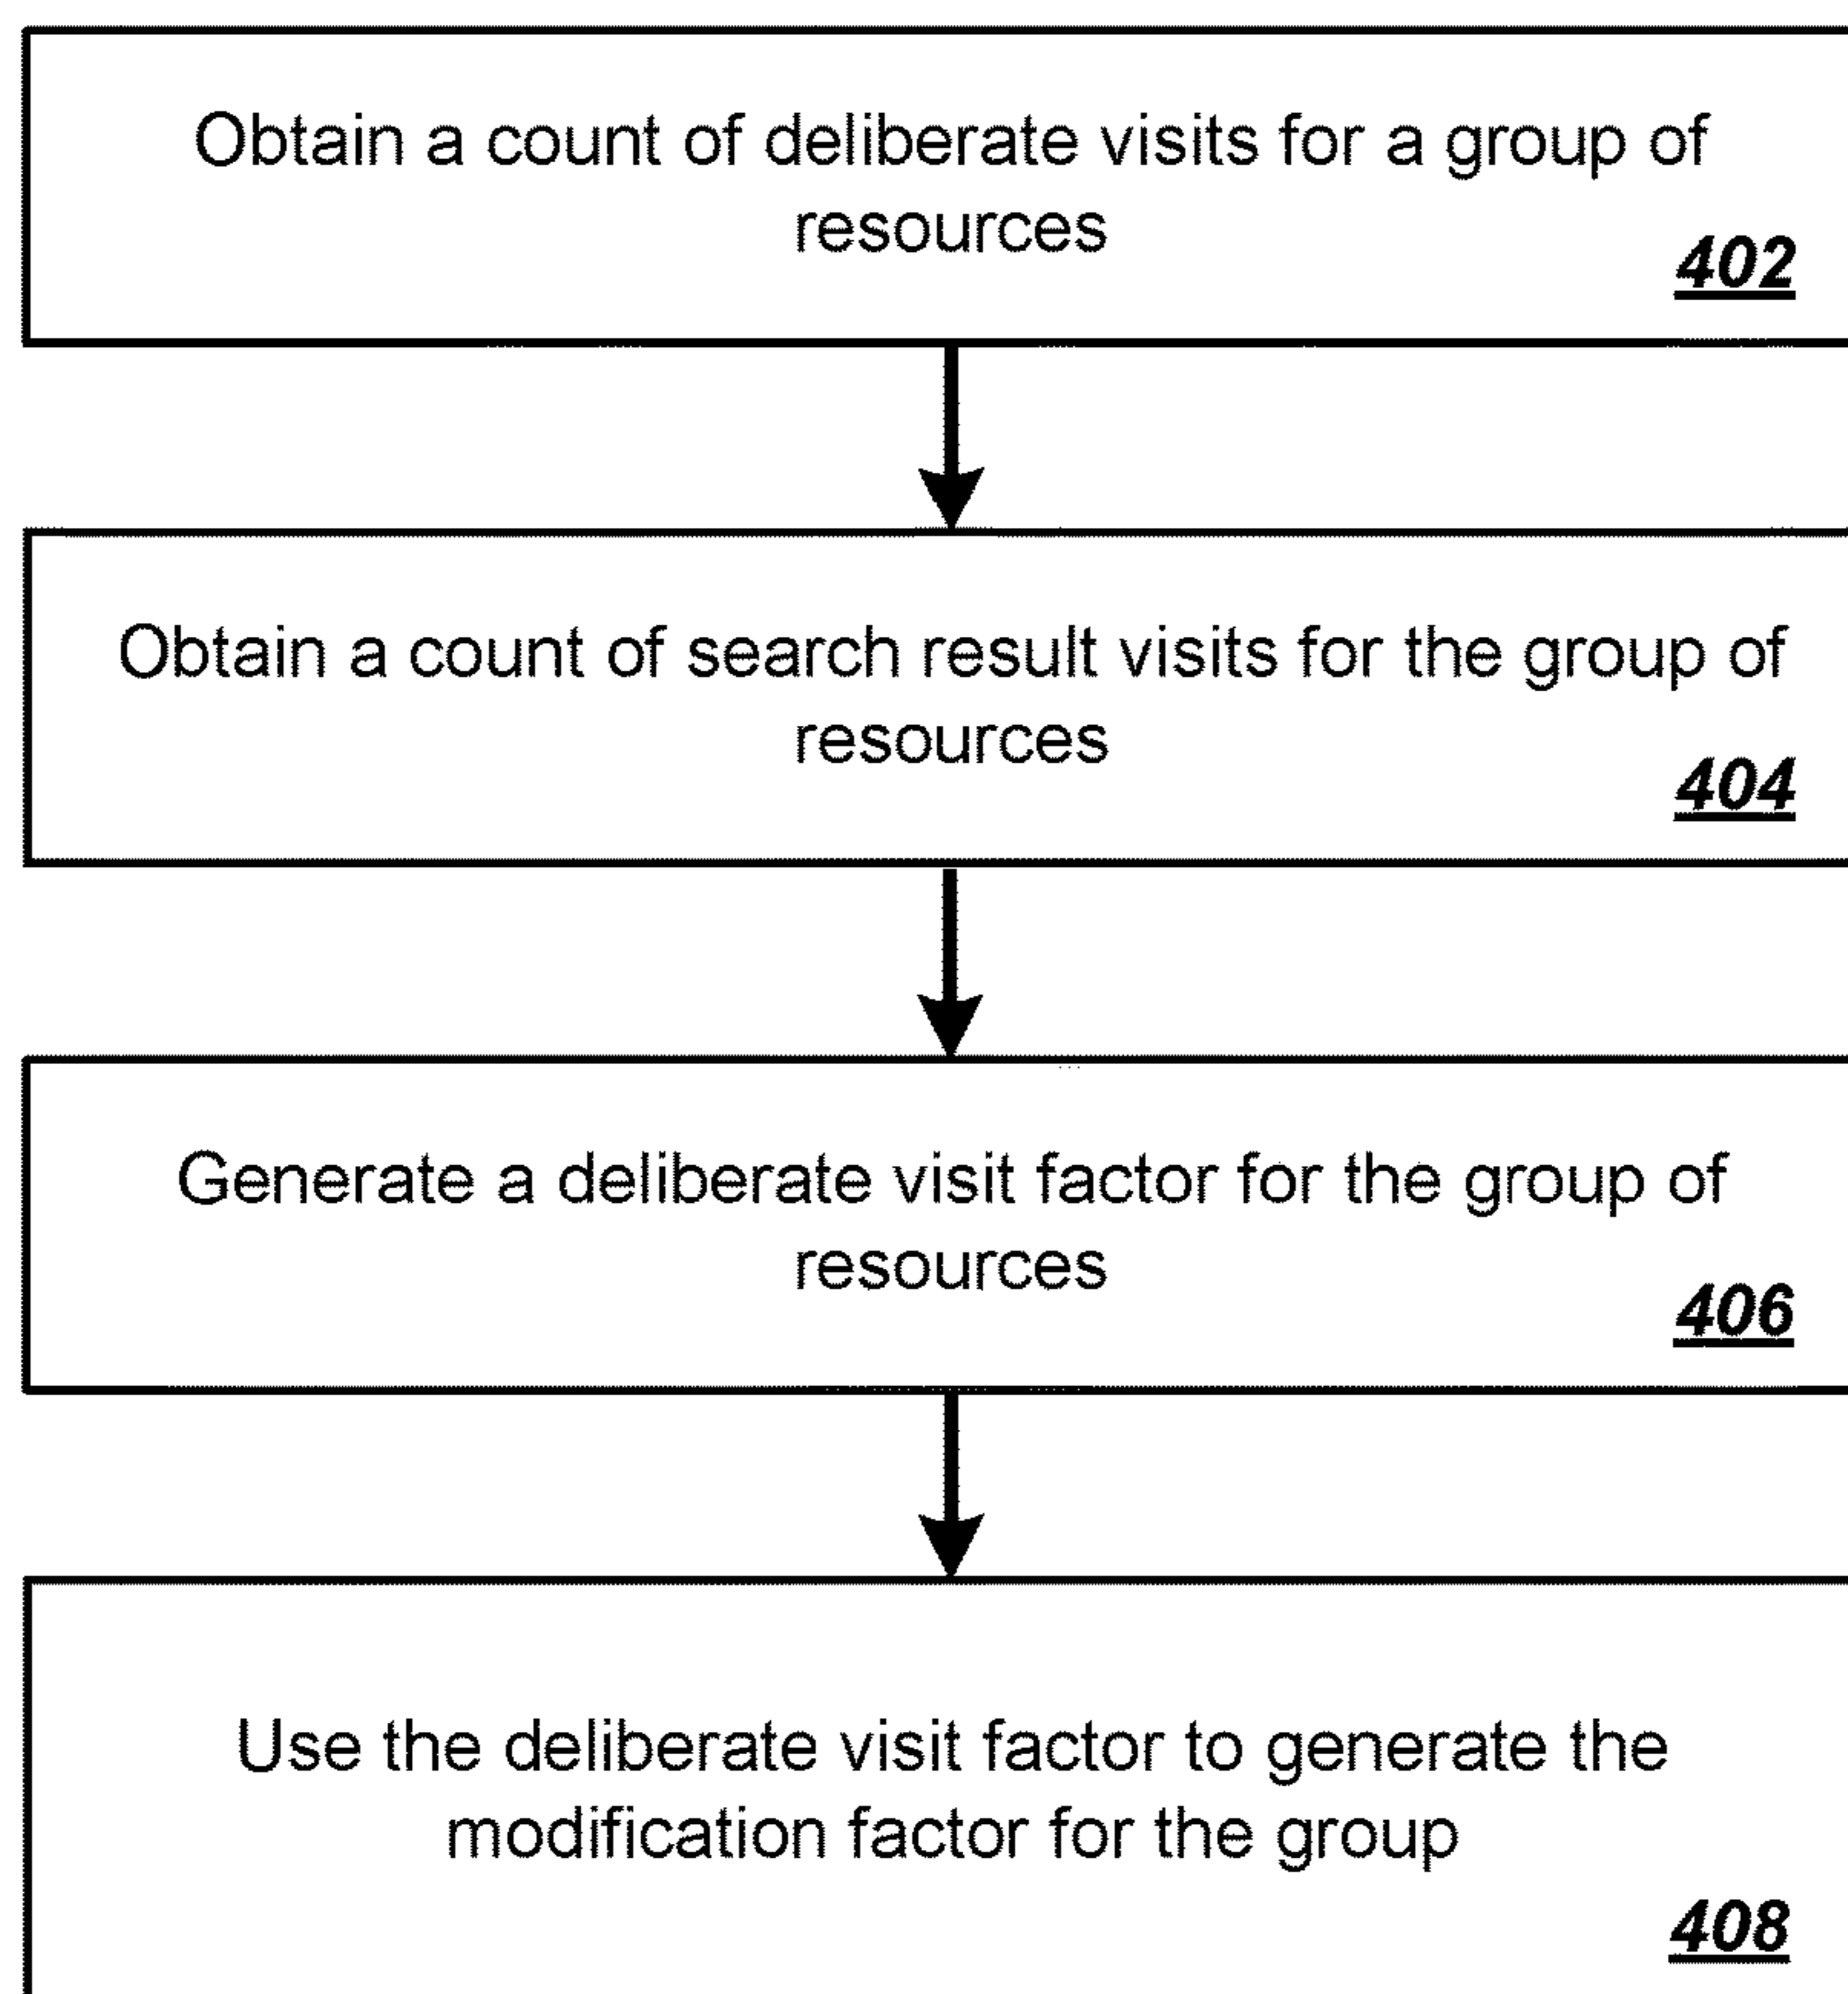 Obtain a count of deliberate visits for a group of
resources
402
Obtain a count of search result visits for the group of
resources
404
Generate a deliberate visit factor for the group of
resources
406
Use the deliberate visit factor to generate the
modification factor for the group
408